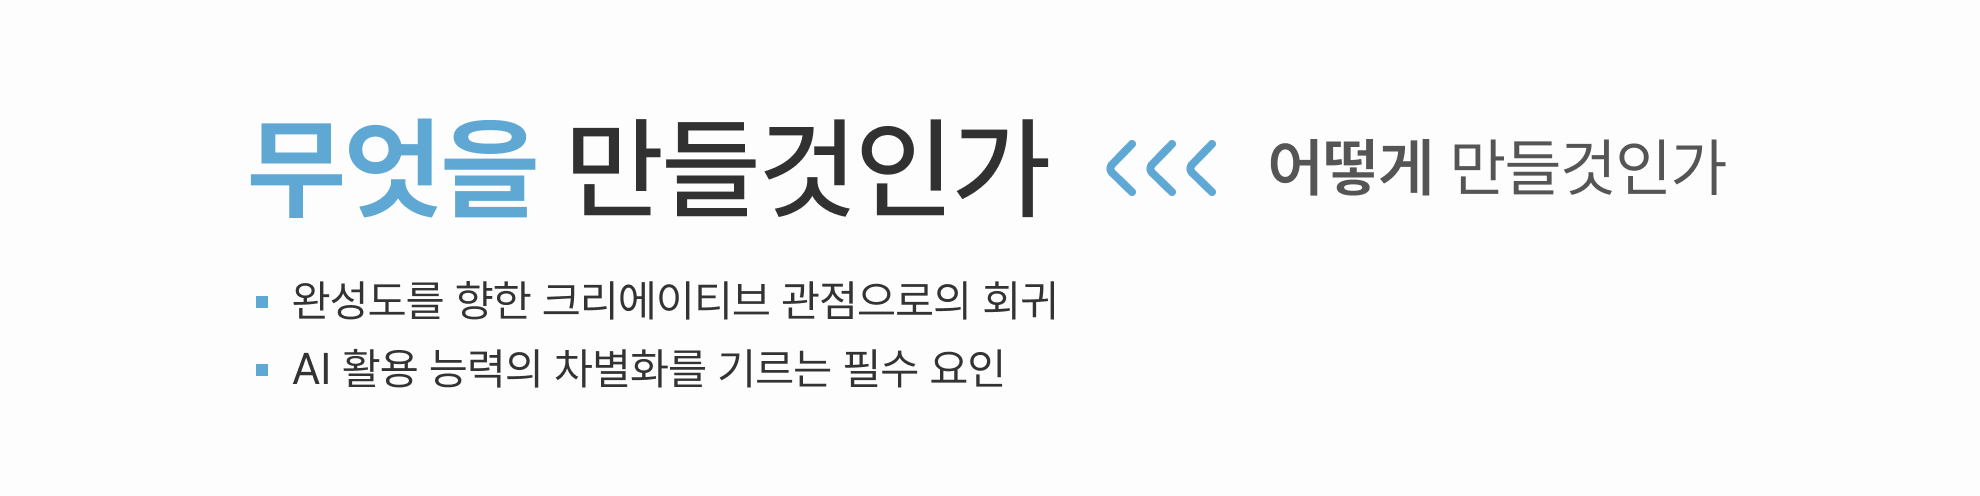 무엇을 만들것인가 <<< 어떻게 만들것인가
완성도를 향한 크리에이티브 관점으로의 회귀
AI 활용 능력의 차별화를 기르는 필수 요인